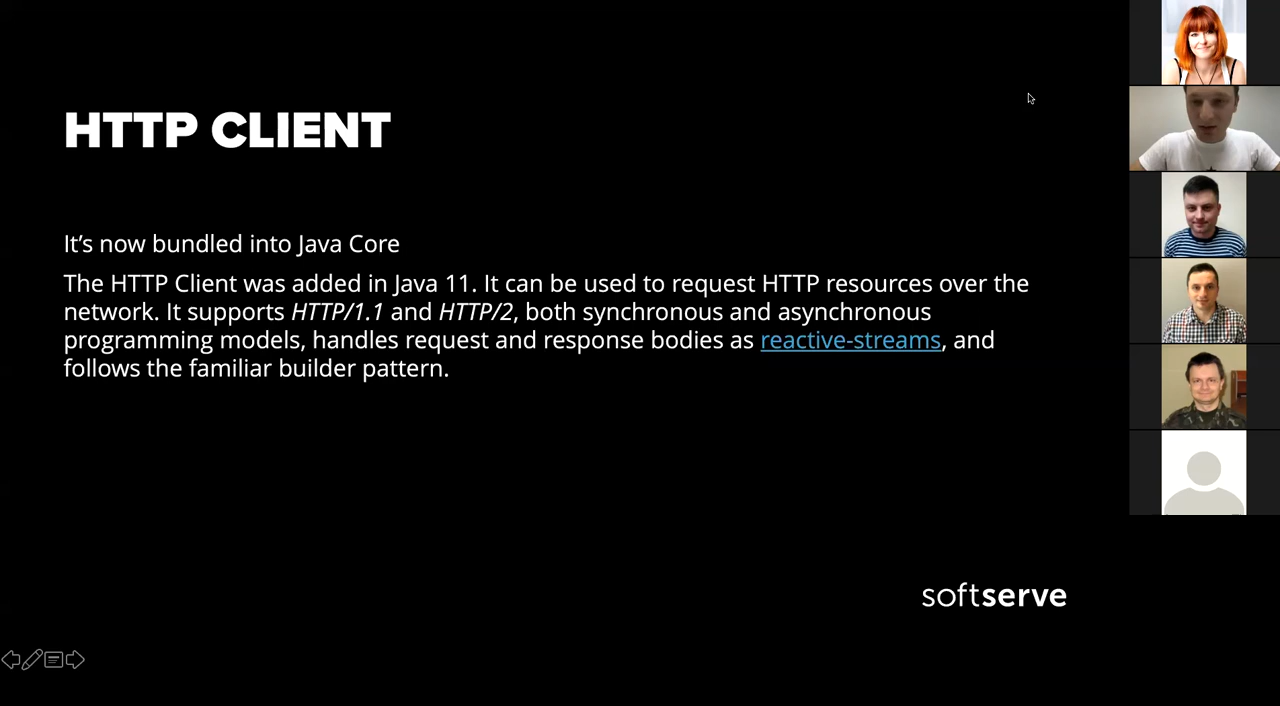 HTTP CLIENT
It’s now bundled into Java Core
The HTTP Client was added in Java 11. It can be used to request HTTP resources over the
network. It supports HTTP/1.1 and HTTP/2, both synchronous and asynchronous
programming models, handles request and response bodies as reactive-streams, and
follows the familiar builder pattern.
softserve